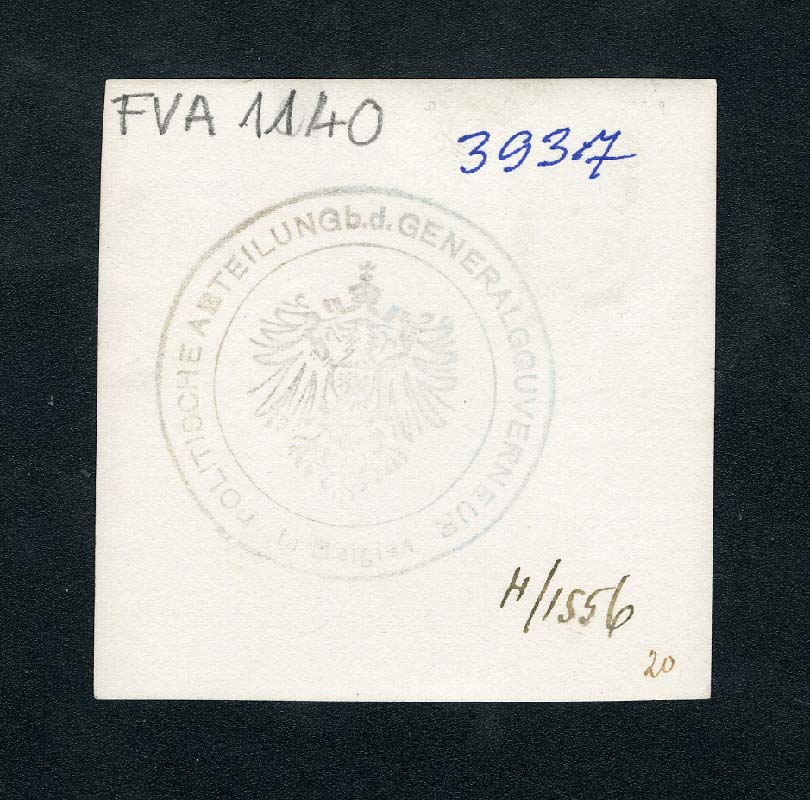 FVA 1140
3937
POLITISCHE ABTEILUNG b.d. GENERALGOUVERNEUR
H/1556
20